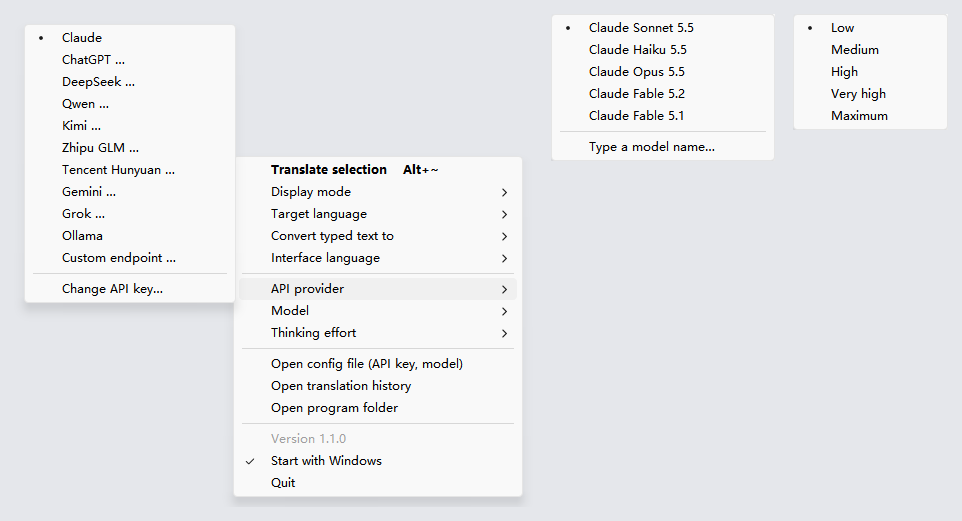 Claude
ChatGPT ...
DeepSeek ...
Qwen ...
Kimi ...
Zhipu GLM ...
Tencent Hunyuan ...
Gemini ...
Grok ...
Ollama
Custom endpoint ...
Change API key...
Translate selection Alt+~
Display mode
Target language
Convert typed text to
Interface language
API provider
Model
Thinking effort
Open config file (API key, model)
Open translation history
Open program folder
Version 1.1.0
Start with Windows
Quit
Claude Sonnet 5.5
Claude Haiku 5.5
Claude Opus 5.5
Claude Fable 5.2
Claude Fable 5.1
Type a model name...
Low
Medium
High
Very high
Maximum